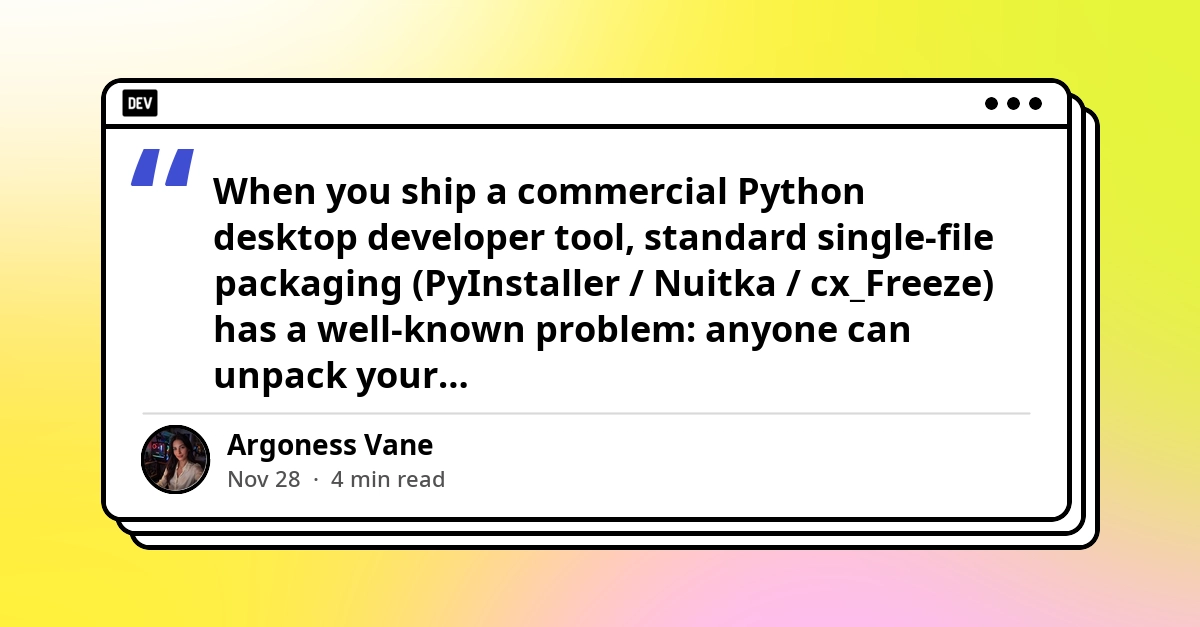 DEV
“
When you ship a commercial Python
desktop developer tool, standard single-file
packaging (PyInstaller / Nuitka / cx_Freeze)
has a well-known problem: anyone can
unpack your...
Argoness Vane
Nov 28 · 4 min read